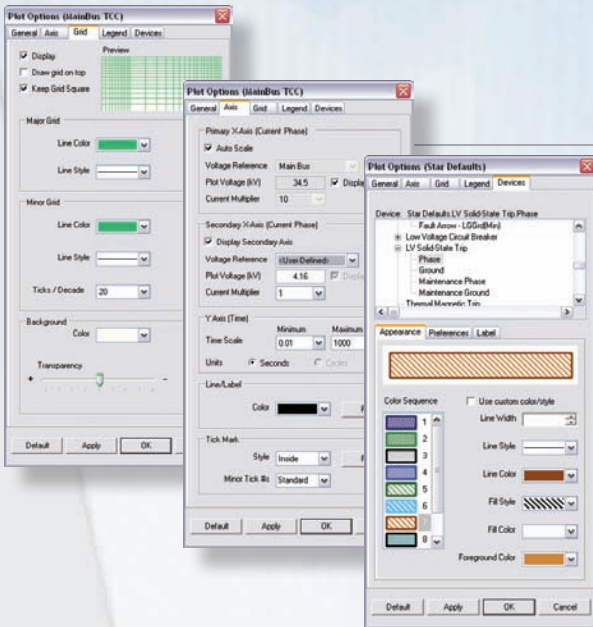 Plot Options (MainBus TCC)
General Axis Grid Legend Devices
Display
Draw grid on top
Keep Grid Square
Preview
Major Grid
Line Color
Line Style
Minor Grid
Line Color
Line Style
Ticks / Decade 20
Background
Color
Transparency
+ -
Default Apply OK
Plot Options (MainBus TCC)
General Axis Grid Legend Devices
Primary X-Axis (Current Phase)
Auto Scale
Voltage Reference Main Bus
Plot Voltage (kV) 34.5
Current Multiplier 10
Secondary X-Axis (Current Phase)
Display Secondary Axis
Voltage Reference <User-Defined>
Plot Voltage (kV) 4.16
Current Multiplier 1
Y Axis (Time)
Minimum Maximum
Time Scale 0.01 1000
Units Seconds Cycles
Line/Label
Color
Tick Mark
Style Inside
Minor Tick #s Standard
Default Apply OK
Plot Options (Star Defaults)
General Axis Grid Legend Devices
Device: Star Defaults.LV Solid-State Trip.Phase
Fault Arrow - LGGrd(Min)
Low Voltage Circuit Breaker
LV Solid-State Trip
Phase
Ground
Maintenance Phase
Maintenance Ground
Thermal Magnetic Trip
Appearance Preferences Label
Color Sequence
1
2
3
4
5
6
7
8
Use custom color/style
Line Width
Line Style
Line Color
Fill Style
Fill Color
Foreground Color
Default Apply OK Cancel